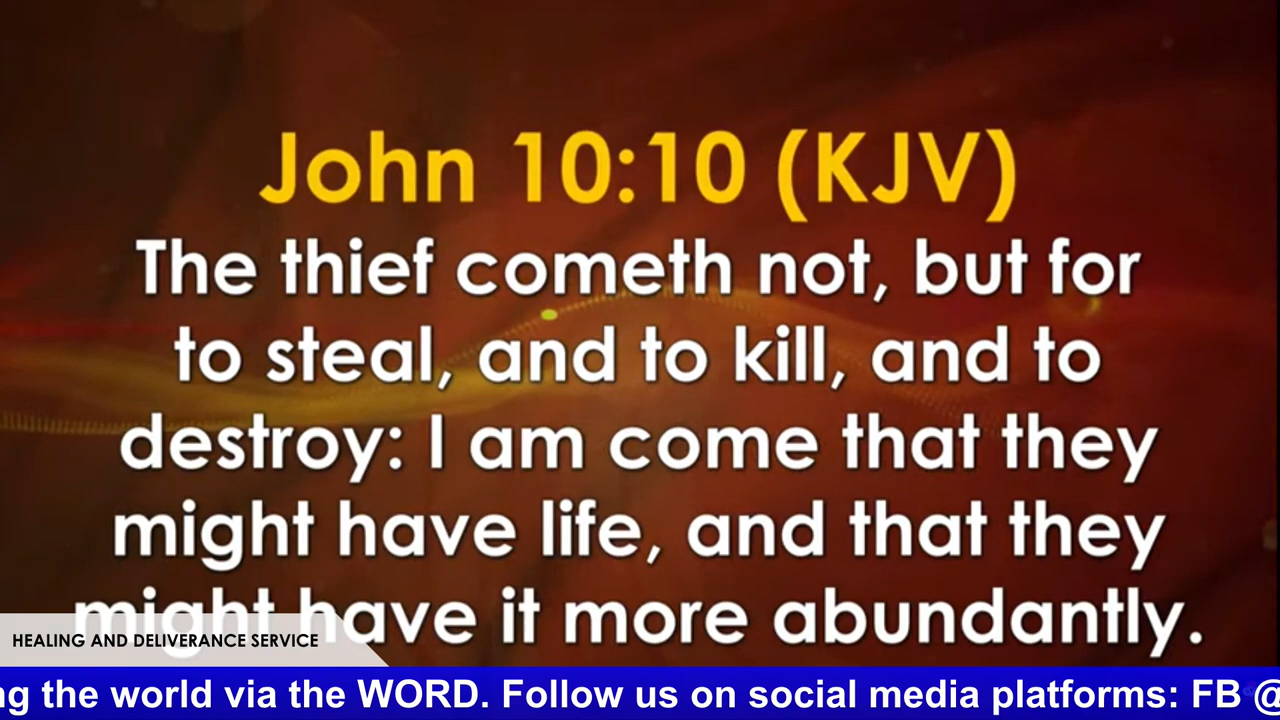 John 10:10 (KJV)
The thief cometh not, but for
to steal, and to kill, and to
destroy: I am come that they
might have life, and that they
might have it more abundantly.
HEALING AND DELIVERANCE SERVICE
the world via the WORD. Follow us on social media platforms: FB @